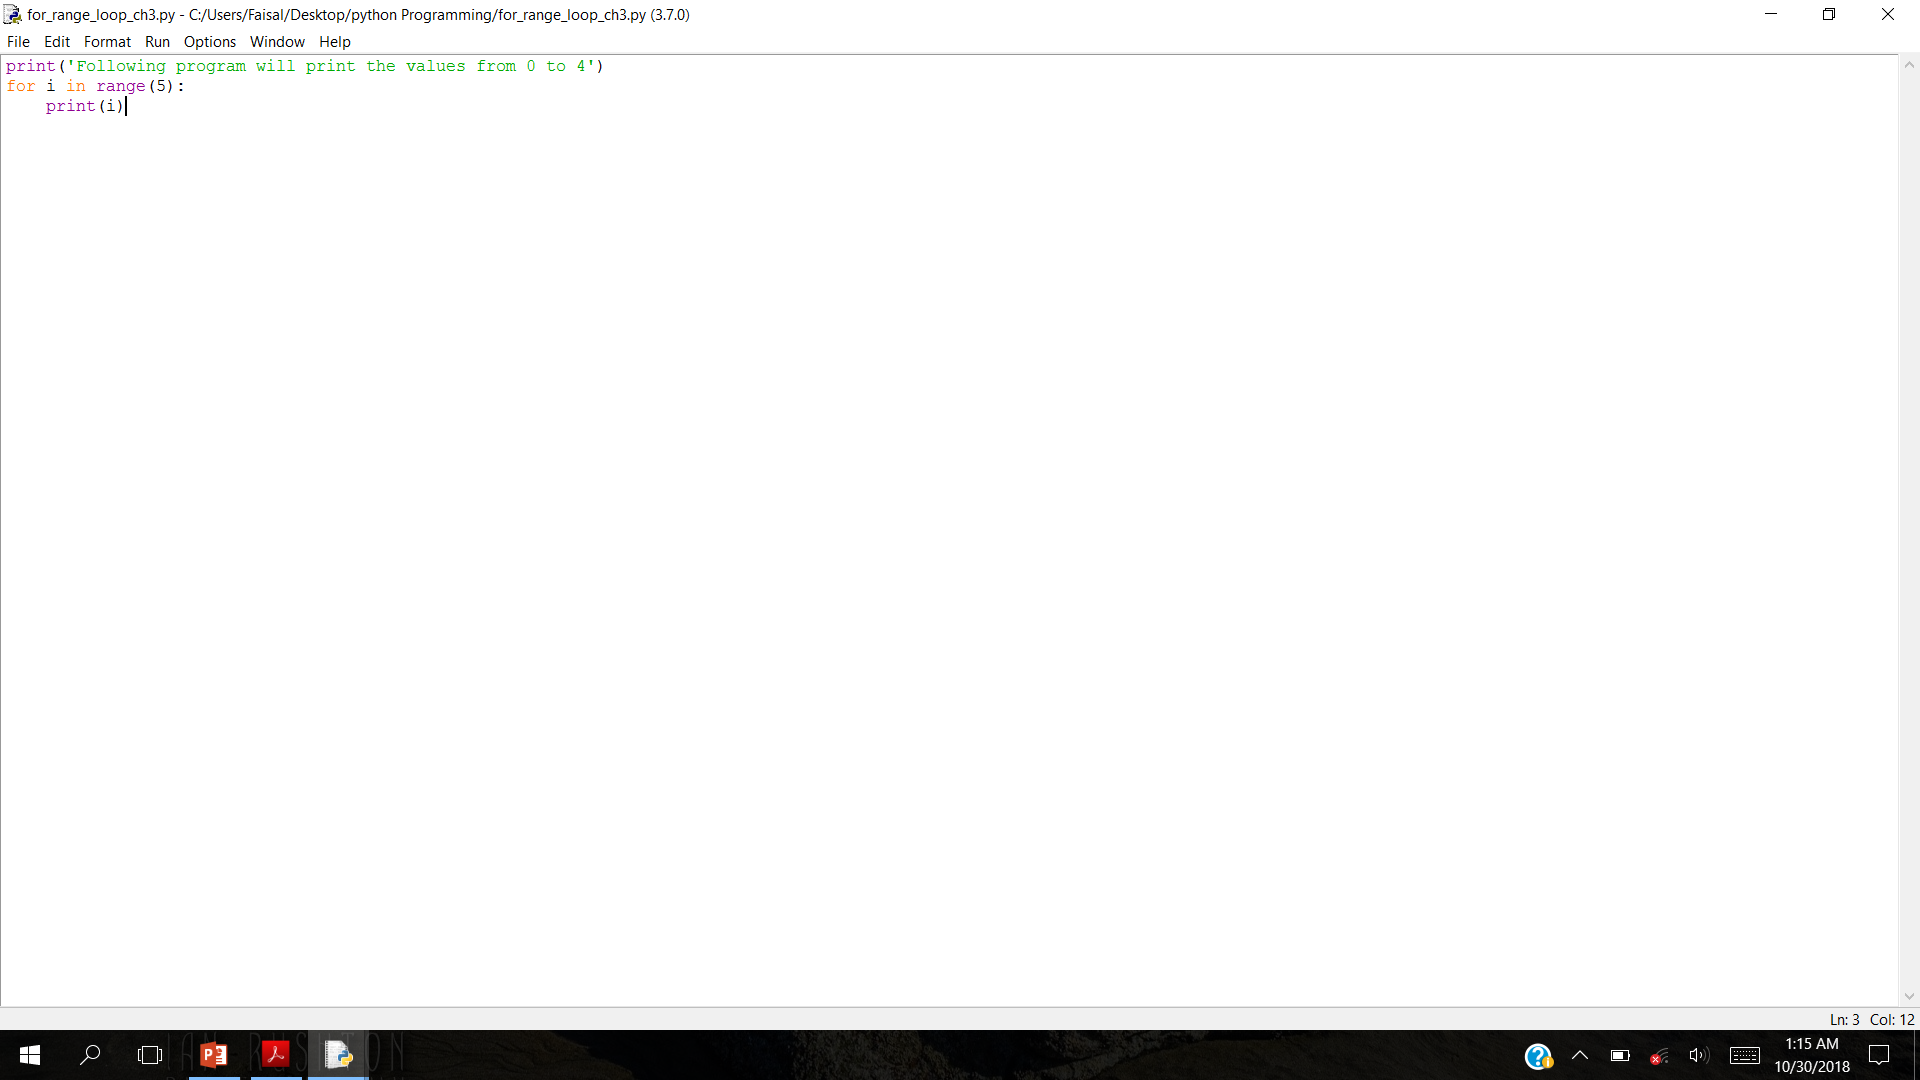 for_range_loop_ch3.py - C:/Users/Faisal/Desktop/python Programming/for_range_loop_ch3.py (3.7.0)
File Edit Format Run Options Window Help
print('Following program will print the values from 0 to 4')
for i in range(5):
    print(i)
Ln: 3 Col: 12
1:15 AM
10/30/2018